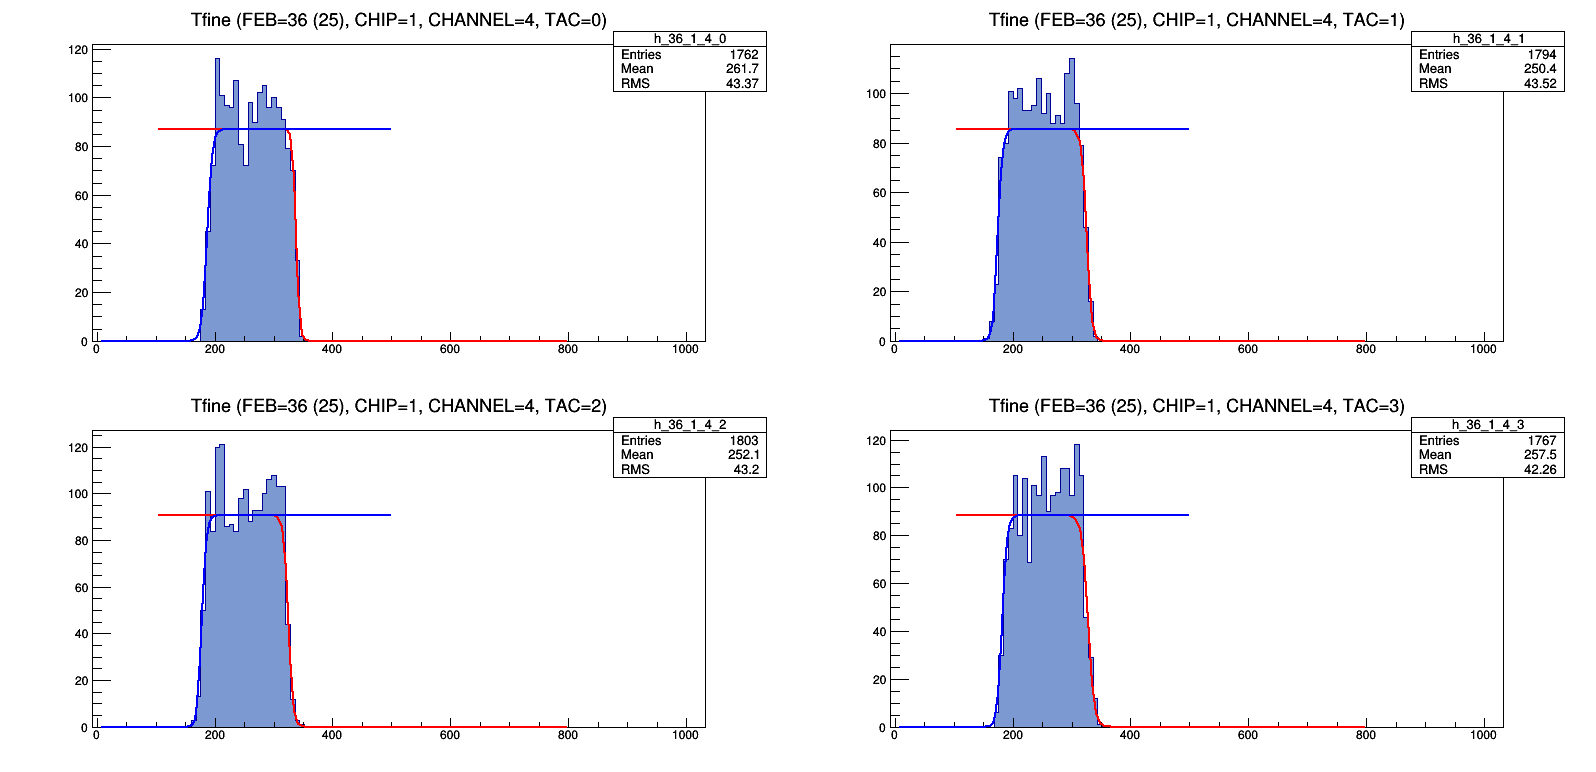 Tfine (FEB=36 (25), CHIP=1, CHANNEL=4, TAC=0)
h_36_1_4_0
Entries 1762
Mean 261.7
RMS 43.37
120
100
80
60
40
20
0
0 200 400 600 800 1000
Tfine (FEB=36 (25), CHIP=1, CHANNEL=4, TAC=1)
h_36_1_4_1
Entries 1794
Mean 250.4
RMS 43.52
100
80
60
40
20
0
0 200 400 600 800 1000
Tfine (FEB=36 (25), CHIP=1, CHANNEL=4, TAC=2)
h_36_1_4_2
Entries 1803
Mean 252.1
RMS 43.2
120
100
80
60
40
20
0
0 200 400 600 800 1000
Tfine (FEB=36 (25), CHIP=1, CHANNEL=4, TAC=3)
h_36_1_4_3
Entries 1767
Mean 257.5
RMS 42.26
120
100
80
60
40
20
0
0 200 400 600 800 1000